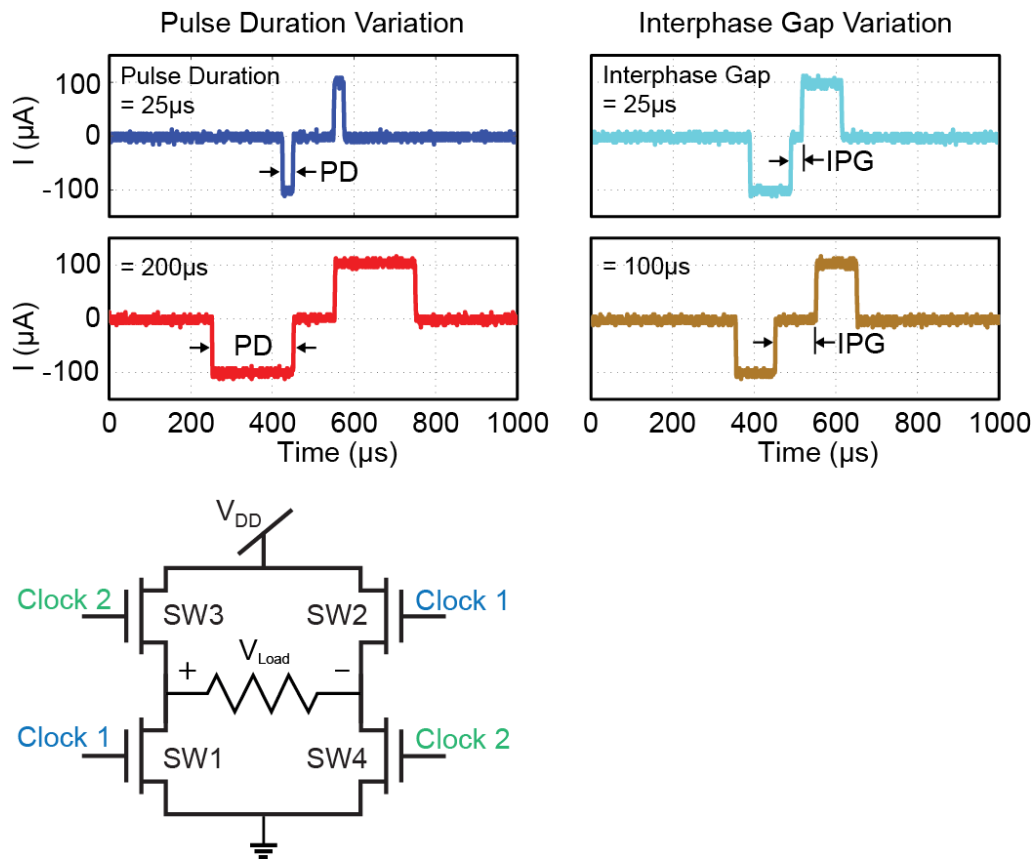 Pulse Duration Variation
Interphase Gap Variation
Pulse Duration
= 25µs
Interphase Gap
= 25µs
I (µA)
100
0
-100
PD
IPG
= 200µs
= 100µs
I (µA)
100
0
-100
PD
IPG
0 200 400 600 800 1000
0 200 400 600 800 1000
Time (µs)
Time (µs)
VDD
Clock 2
SW3
SW2
Clock 1
+
VLoad
−
Clock 1
SW1
SW4
Clock 2